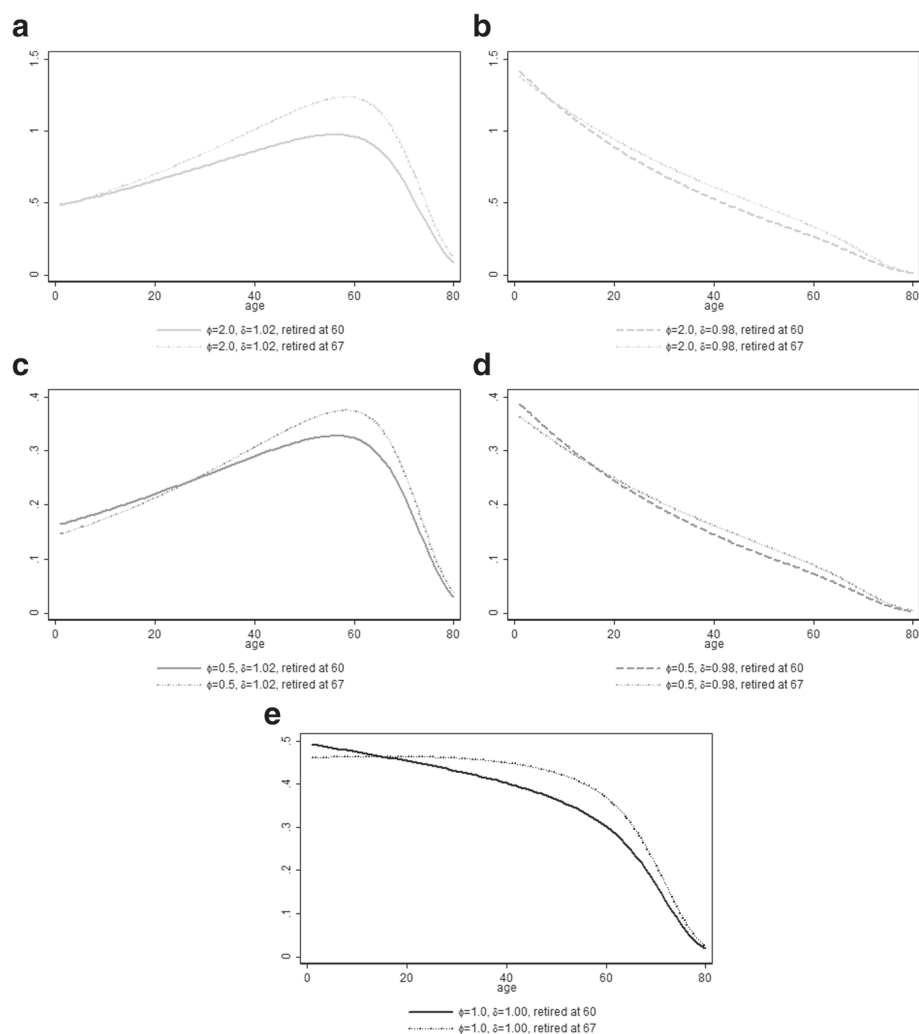 a
b
1.5
1
.5
0
0 20 40 60 80
age
φ=2.0, δ=1.02, retired at 60
φ=2.0, δ=1.02, retired at 67
1.5
1
.5
0
0 20 40 60 80
age
φ=2.0, δ=0.98, retired at 60
φ=2.0, δ=0.98, retired at 67
c
d
.4
.3
.2
.1
0
0 20 40 60 80
age
φ=0.5, δ=1.02, retired at 60
φ=0.5, δ=1.02, retired at 67
.4
.3
.2
.1
0
0 20 40 60 80
age
φ=0.5, δ=0.98, retired at 60
φ=0.5, δ=0.98, retired at 67
e
.5
.4
.3
.2
.1
0
0 20 40 60 80
age
φ=1.0, δ=1.00, retired at 60
φ=1.0, δ=1.00, retired at 67